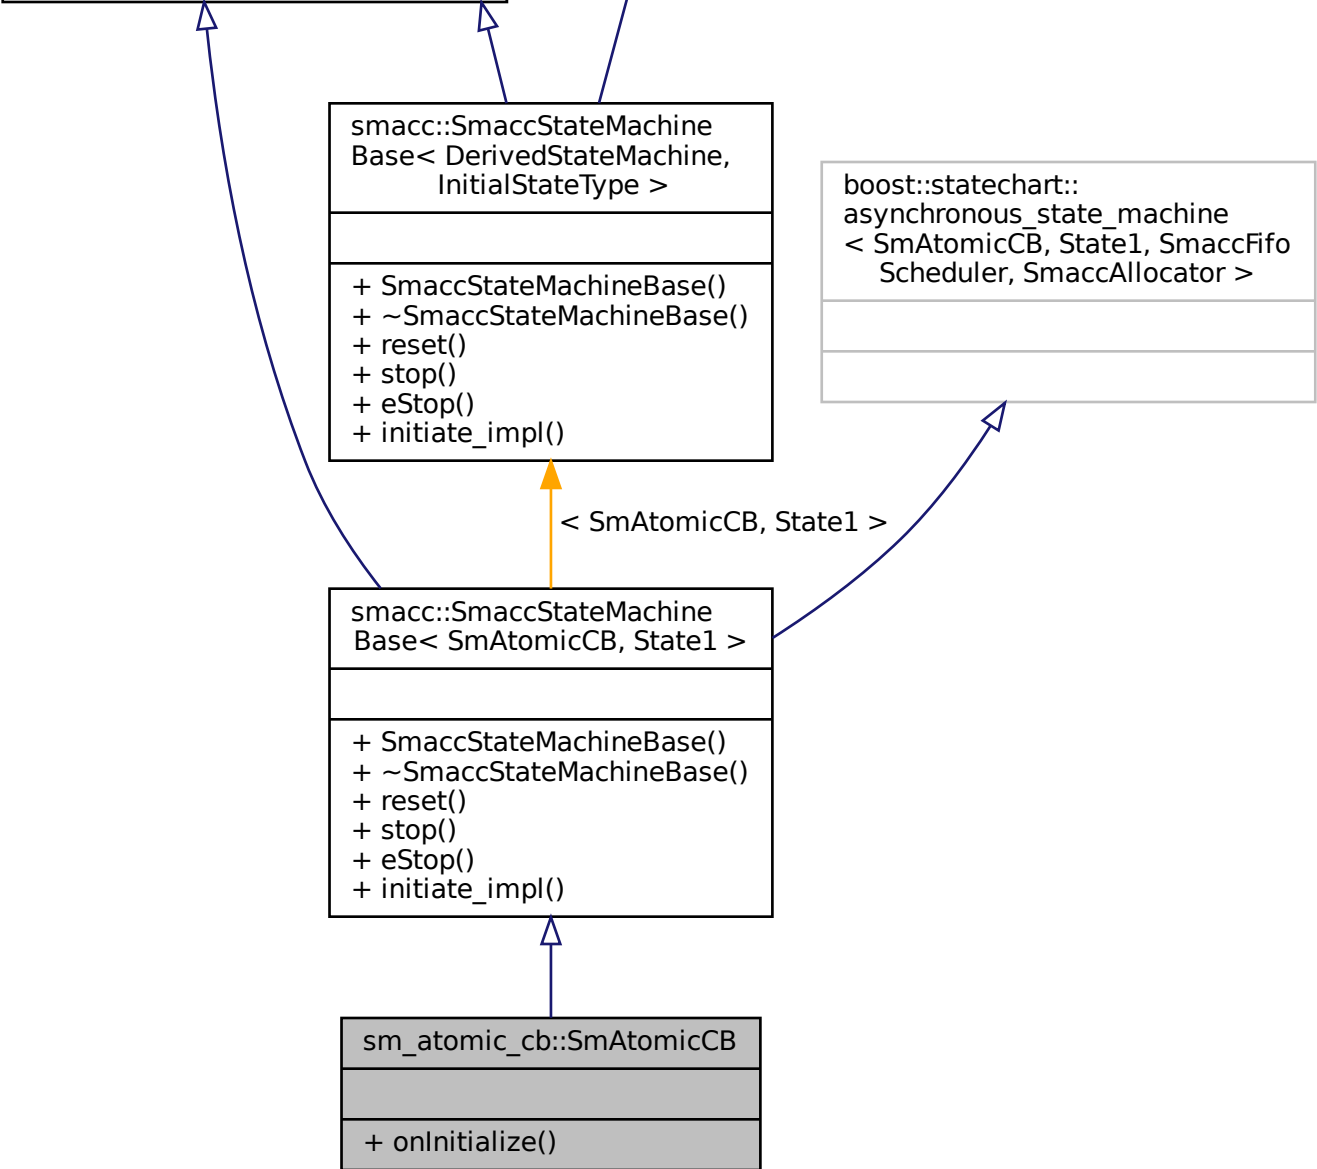 smacc::SmaccStateMachine
Base< DerivedStateMachine,
InitialStateType >
+ SmaccStateMachineBase()
+ ~SmaccStateMachineBase()
+ reset()
+ stop()
+ eStop()
+ initiate_impl()
boost::statechart::
asynchronous_state_machine
< SmAtomicCB, State1, SmaccFifo
Scheduler, SmaccAllocator >
< SmAtomicCB, State1 >
smacc::SmaccStateMachine
Base< SmAtomicCB, State1 >
+ SmaccStateMachineBase()
+ ~SmaccStateMachineBase()
+ reset()
+ stop()
+ eStop()
+ initiate_impl()
sm_atomic_cb::SmAtomicCB
+ onInitialize()